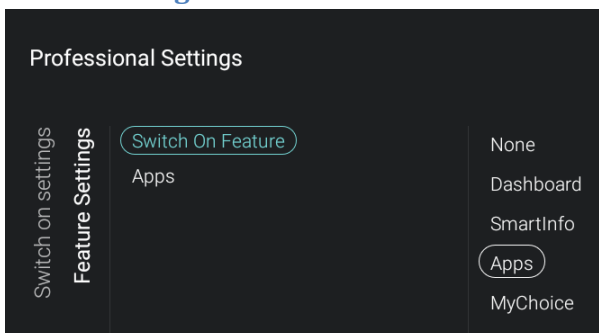 Professional Settings
Switch on settings
Feature Settings
Switch On Feature
Apps
None
Dashboard
SmartInfo
Apps
MyChoice